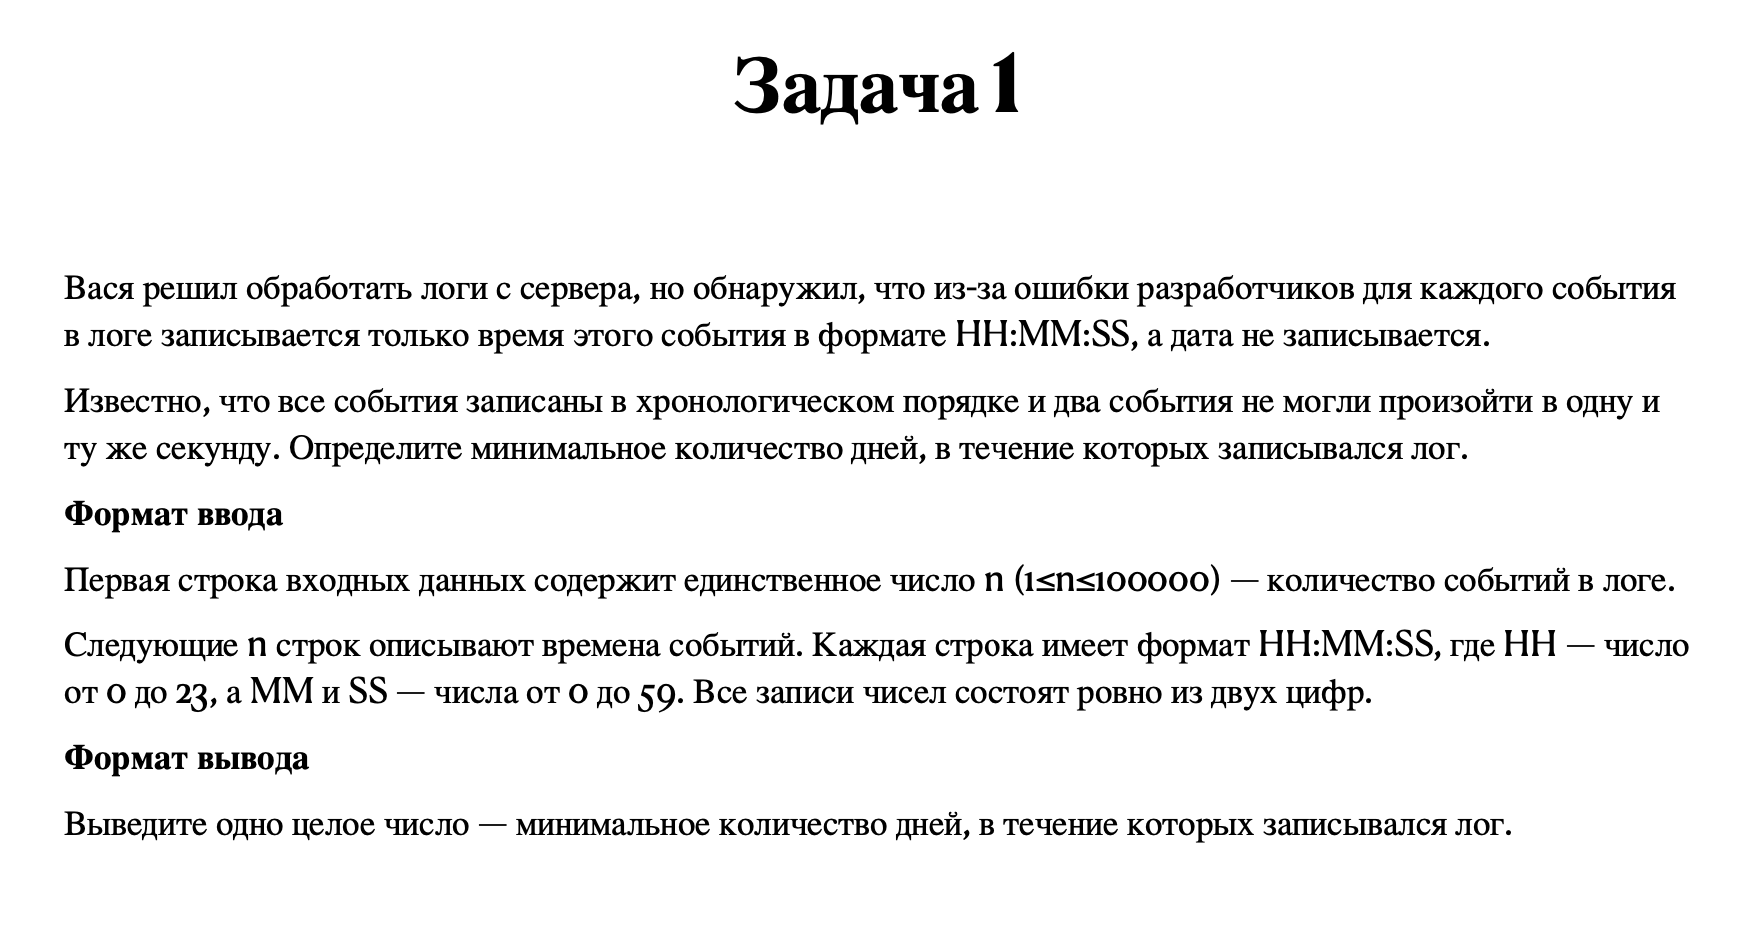 Задача 1
Вася решил обработать логи с сервера, но обнаружил, что из-за ошибки разработчиков для каждого события
в логе записывается только время этого события в формате HH:MM:SS, а дата не записывается.
Известно, что все события записаны в хронологическом порядке и два события не могли произойти в одну и
ту же секунду. Определите минимальное количество дней, в течение которых записывался лог.
Формат ввода
Первая строка входных данных содержит единственное число n (1≤n≤100000) — количество событий в логе.
Следующие n строк описывают времена событий. Каждая строка имеет формат HH:MM:SS, где HH — число
от 0 до 23, а MM и SS — числа от 0 до 59. Все записи чисел состоят ровно из двух цифр.
Формат вывода
Выведите одно целое число — минимальное количество дней, в течение которых записывался лог.